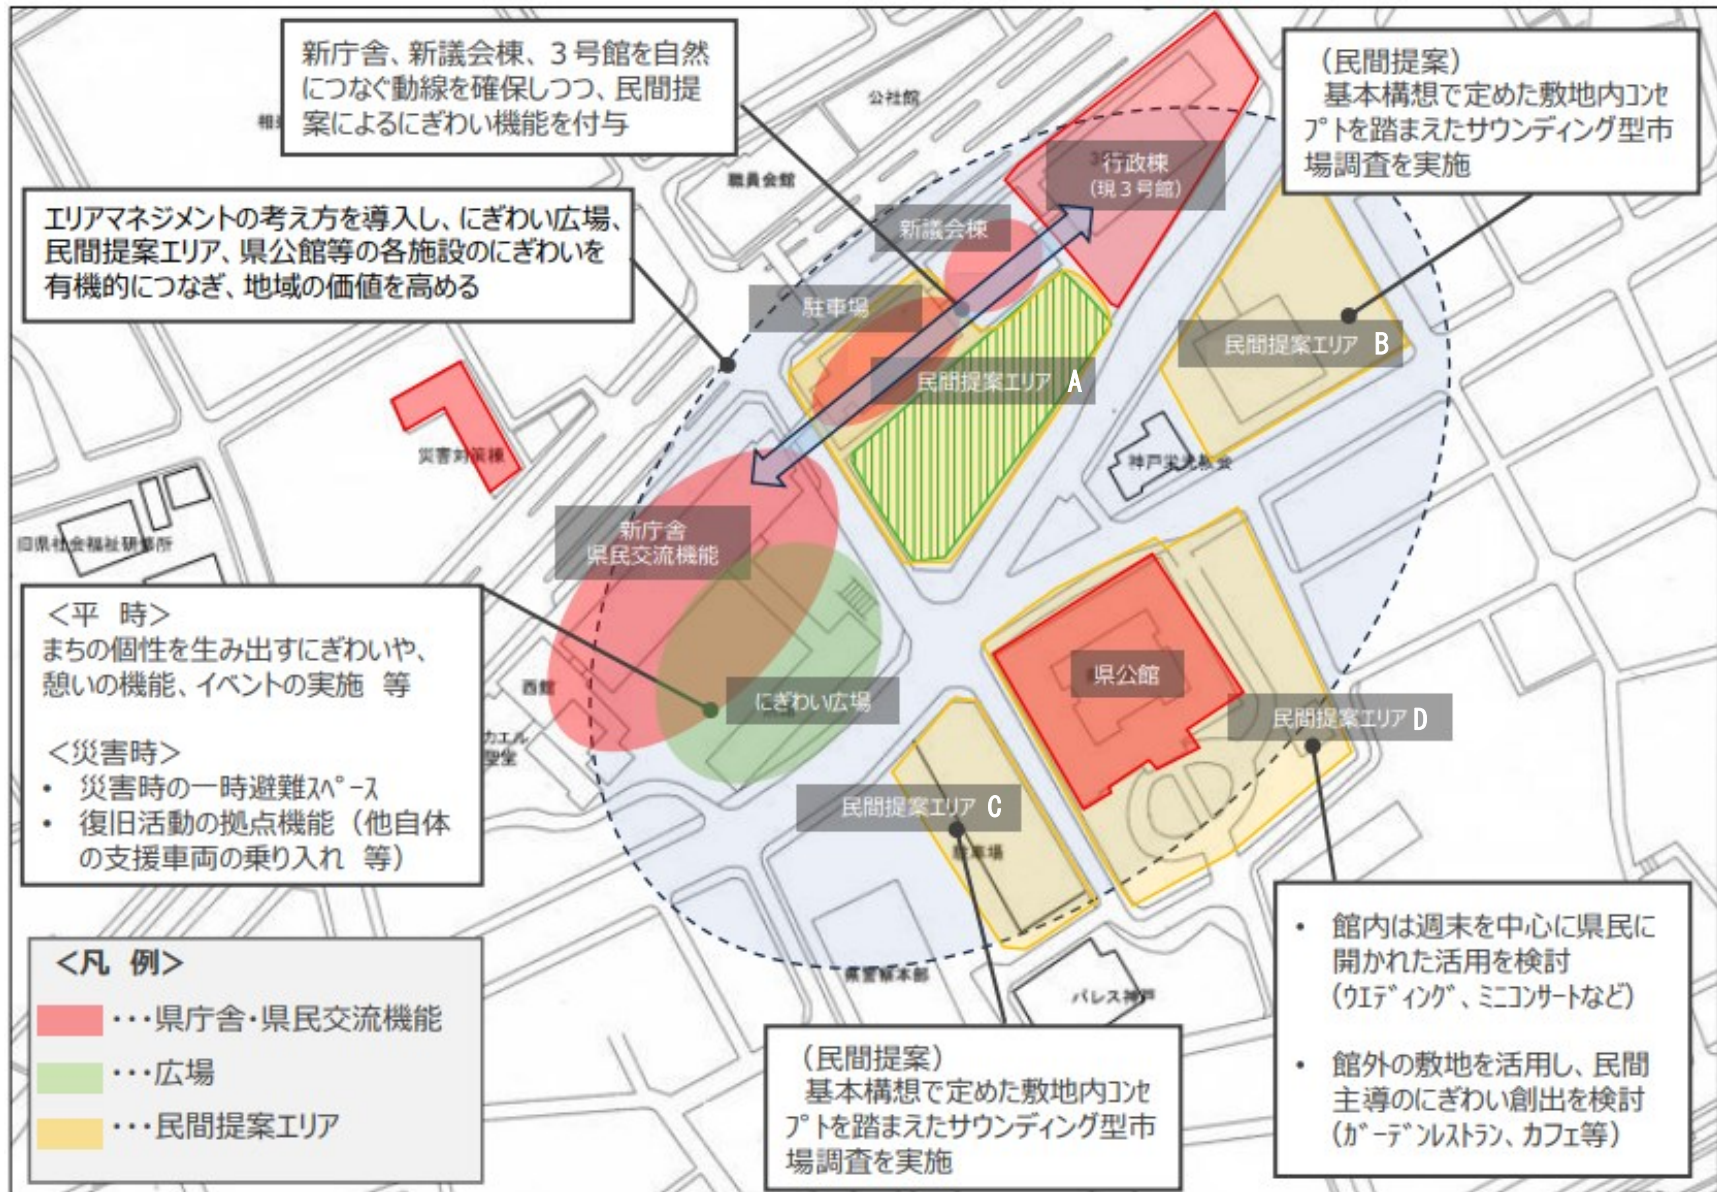 新庁舎、新議会棟、3号館を自然
につなぐ動線を確保しつつ、民間提
案によるにぎわい機能を付与
(民間提案)
基本構想で定めた敷地内コンセ
プトを踏まえたサウンディング型市
場調査を実施
公社館
職員会館
行政棟
(現3号館)
新議会棟
エリアマネジメントの考え方を導入し、にぎわい広場、
民間提案エリア、県公館等の各施設のにぎわいを
有機的につなぎ、地域の価値を高める
駐車場
民間提案エリア A
民間提案エリア B
災害対策棟
神戸栄光教会
旧県社会福祉研修所
新庁舎
県民交流機能
<平 時>
まちの個性を生み出すにぎわいや、
憩いの機能、イベントの実施 等
<災害時>
• 災害時の一時避難スペース
• 復旧活動の拠点機能(他自体
の支援車両の乗り入れ 等)
西館
カエル
聖堂
にぎわい広場
県公館
民間提案エリア D
民間提案エリア C
駐車場
県警察本部
パレス神戸
<凡 例>
・・・県庁舎・県民交流機能
・・・広場
・・・民間提案エリア
(民間提案)
基本構想で定めた敷地内コンセ
プトを踏まえたサウンディング型市
場調査を実施
• 館内は週末を中心に県民に
開かれた活用を検討
(ウエディング、ミニコンサートなど)
• 館外の敷地を活用し、民間
主導のにぎわい創出を検討
(ガーデンレストラン、カフェ等)